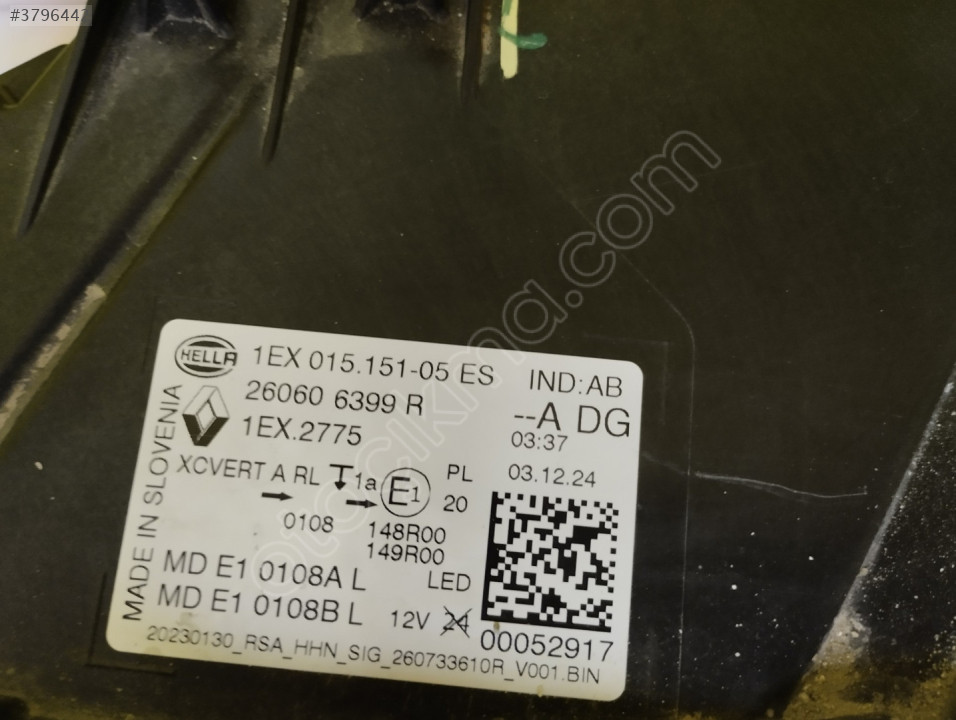 #3796447
otocikma.com
HELLA
1EX 015.151-05 ES
IND:AB
26060 6399 R
--A DG
1EX.2775
03:37
MADE IN SLOVENIA
XCVERT A RL 1a E1 PL 03.12.24
20
0108
148R00
149R00
MD E1 0108A L
LED
MD E1 0108B L
12V 24
00052917
20230130_RSA_HHN_SIG_260733610R_V001.BIN